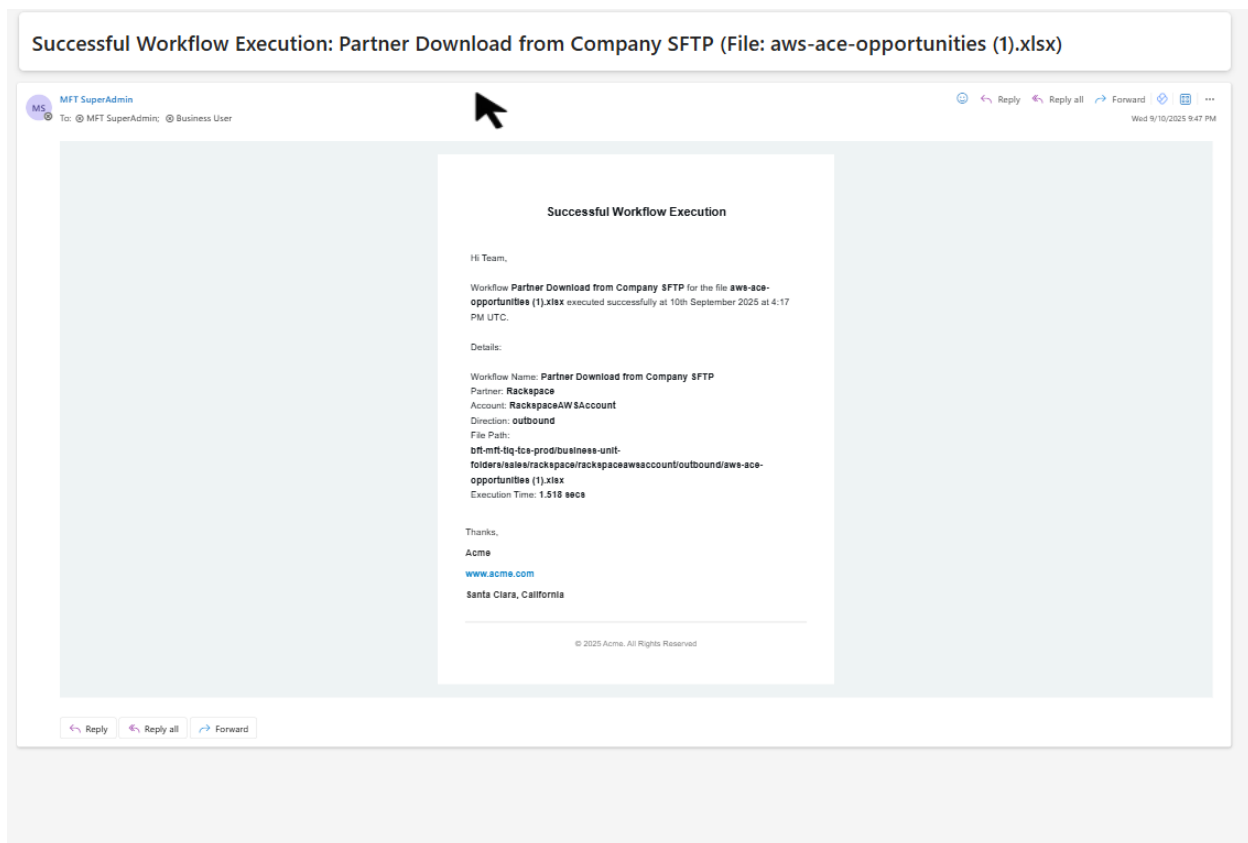 Successful Workflow Execution: Partner Download from Company SFTP (File: aws-ace-opportunities (1).xlsx)
MS
MFT SuperAdmin
To: MFT SuperAdmin; Business User
Reply Reply all Forward
Wed 9/10/2025 9:47 PM
Successful Workflow Execution
Hi Team,
Workflow Partner Download from Company SFTP for the file aws-ace-
opportunities (1).xlsx executed successfully at 10th September 2025 at 4:17
PM UTC.
Details:
Workflow Name: Partner Download from Company SFTP
Partner: Rackspace
Account: RackspaceAWSAccount
Direction: outbound
File Path:
bft-mft-tiq-tcs-prod/business-unit-
folders/sales/rackspace/rackspaceawsaccount/outbound/aws-ace-
opportunities (1).xlsx
Execution Time: 1.518 secs
Thanks,
Acme
www.acme.com
Santa Clara, California
© 2025 Acme. All Rights Reserved
Reply Reply all Forward